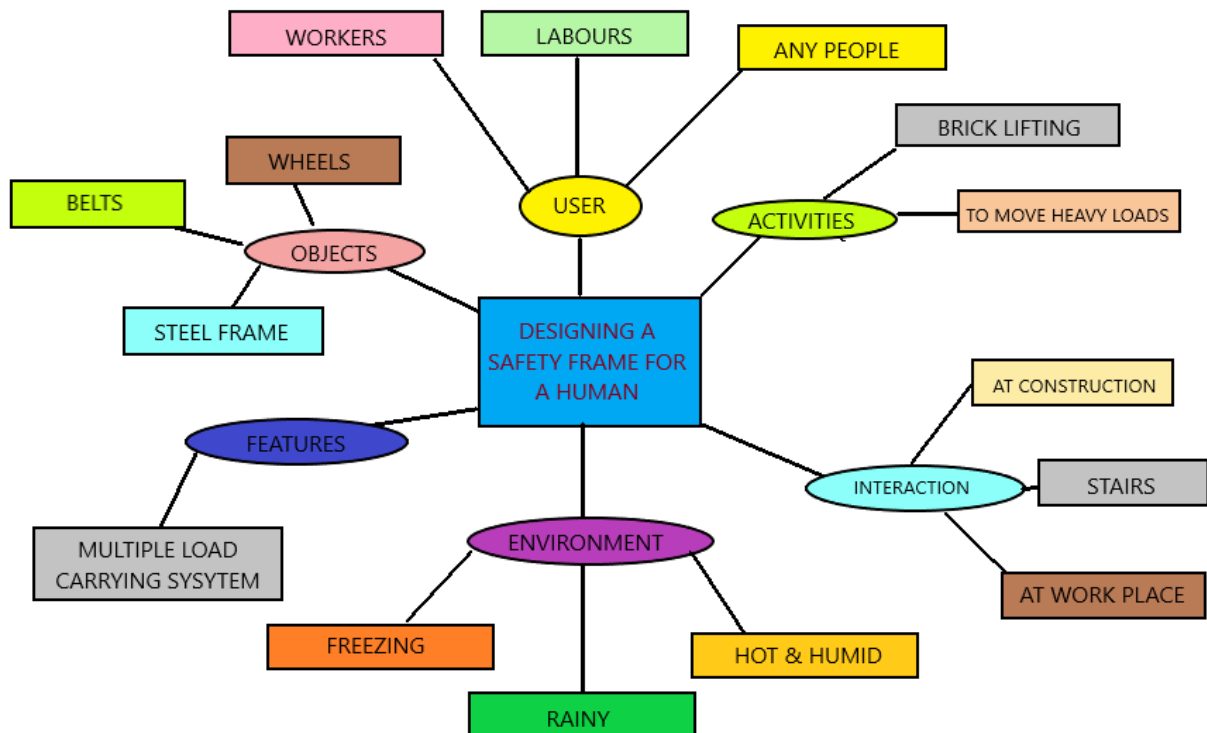 WORKERS
LABOURS
ANY PEOPLE
BRICK LIFTING
WHEELS
BELTS
USER
ACTIVITIES
TO MOVE HEAVY LOADS
OBJECTS
STEEL FRAME
DESIGNING A
SAFETY FRAME FOR
A HUMAN
AT CONSTRUCTION
FEATURES
INTERACTION
STAIRS
MULTIPLE LOAD
CARRYING SYSYTEM
ENVIRONMENT
AT WORK PLACE
FREEZING
HOT & HUMID
RAINY